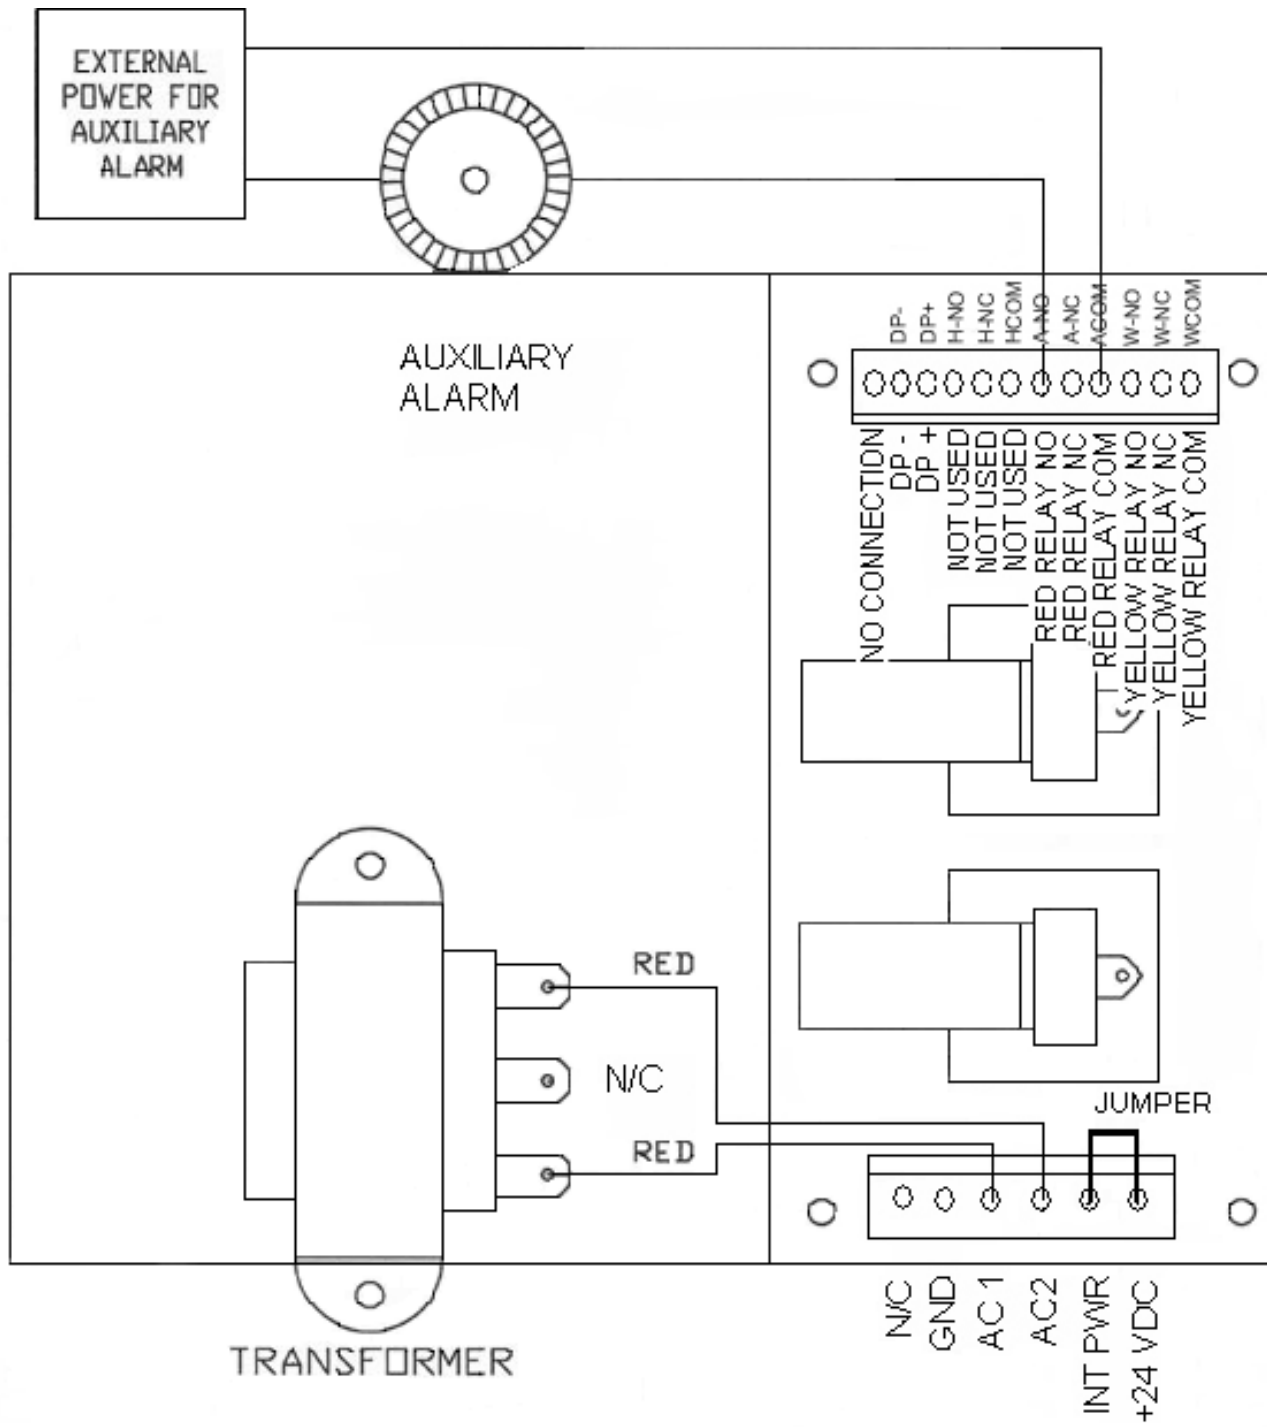 EXTERNAL
POWER FOR
AUXILIARY
ALARM
AUXILIARY
ALARM
DP-
DP+
H-NO
H-NC
HCOM
A-NO
A-NC
ACOM
W-NO
W-NC
WCOM
NO CONNECTION
DP -
DP +
NOT USED
NOT USED
NOT USED
RED RELAY NO
RED RELAY NC
RED RELAY COM
YELLOW RELAY NO
YELLOW RELAY NC
YELLOW RELAY COM
RED
N/C
RED
JUMPER
N/C
GND
AC 1
AC2
INT PWR
+24 VDC
TRANSFORMER